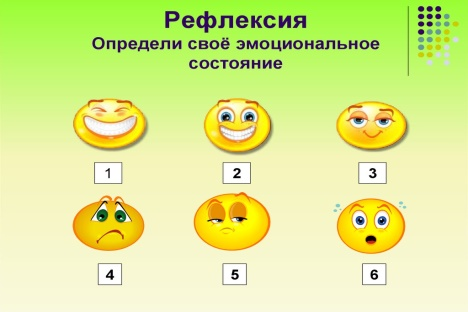 Рефлексия
Определи своё эмоциональное
состояние
1 2 3
4 5 6